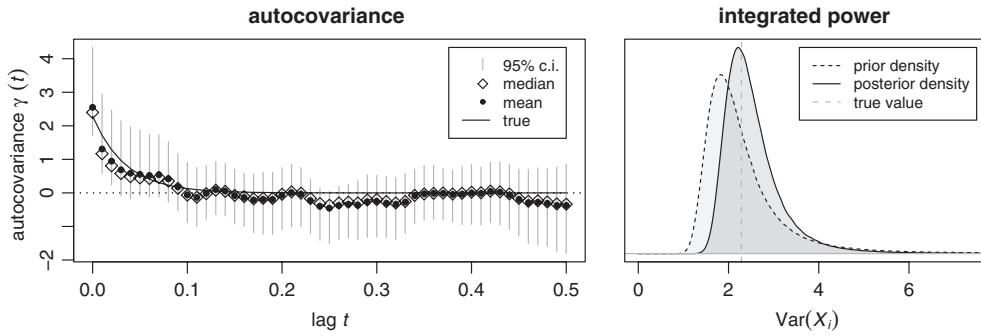 autocovariance
autocovariance γ (t)
4
3
2
1
0
−2
95% c.i.
median
mean
true
0.0 0.1 0.2 0.3 0.4 0.5
lag t
integrated power
prior density
posterior density
true value
0 2 4 6
Var(Xᵢ)